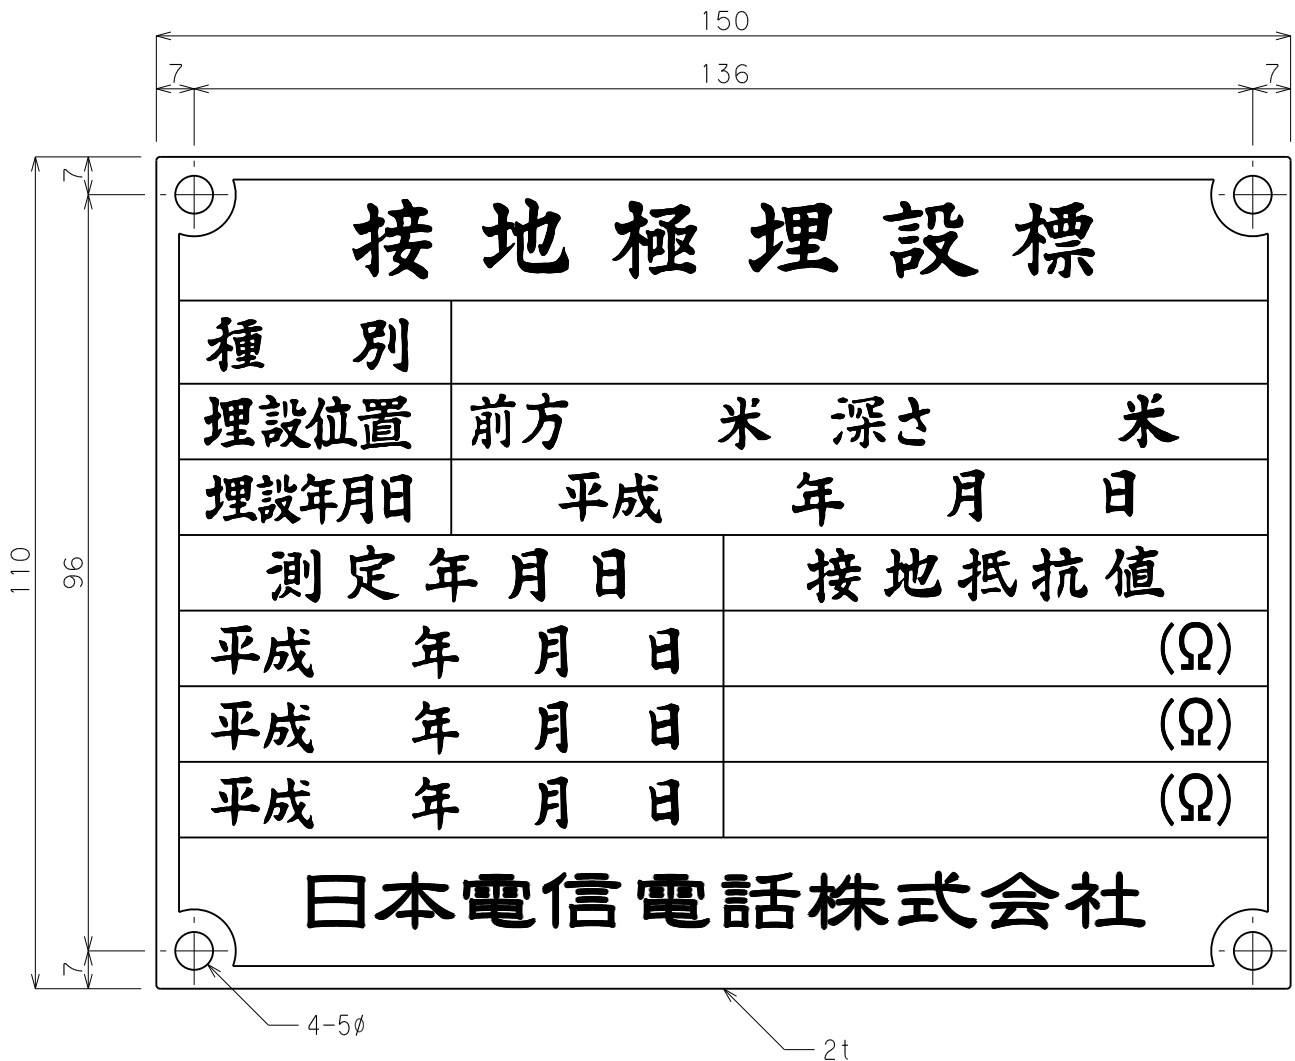 150
7 136 7
7
接地極埋設標
種別
埋設位置 前方 米 深さ 米
埋設年月日 平成 年 月 日
110
96
測定年月日 接地抵抗値
平成 年 月 日 (Ω)
平成 年 月 日 (Ω)
平成 年 月 日 (Ω)
日本電信電話株式会社
7
4-5φ
2t